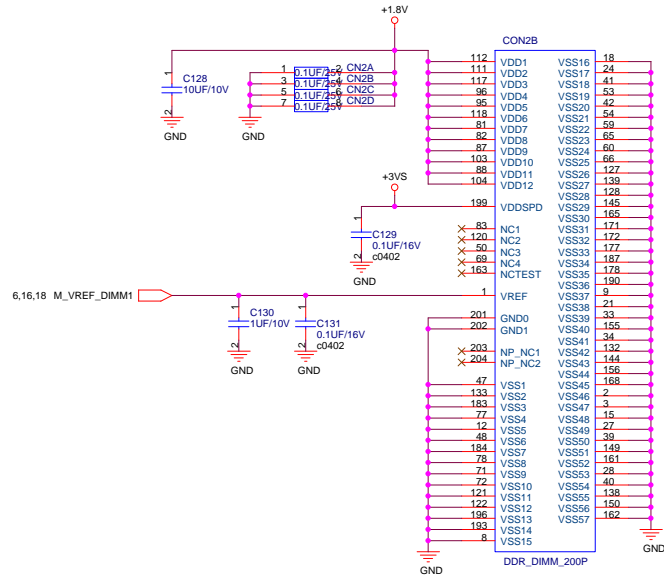 +1.8V
CON2B
C128
10UF/10V
1
2
GND
1 0.1UF/25V 2 CN2A
3 0.1UF/25V 4 CN2B
5 0.1UF/25V 6 CN2C
7 0.1UF/25V 8 CN2D
GND
112 VDD1 VSS16 18
111 VDD2 VSS17 24
117 VDD3 VSS18 41
96 VDD4 VSS19 53
95 VDD5 VSS20 42
118 VDD6 VSS21 54
81 VDD7 VSS22 59
82 VDD8 VSS23 65
87 VDD9 VSS24 60
103 VDD10 VSS25 66
88 VDD11 VSS26 127
104 VDD12 VSS27 139
VSS28 128
+3VS
199 VDDSPD VSS29 145
VSS30 165
83 NC1 VSS31 171
120 NC2 VSS32 172
50 NC3 VSS33 177
69 NC4 VSS34 187
163 NCTEST VSS35 178
VSS36 190
C129
0.1UF/16V
c0402
1
2
GND
6,16,18 M_VREF_DIMM1
1 VREF VSS37 9
VSS38 21
201 GND0 VSS39 33
202 GND1 VSS40 155
VSS41 34
203 NP_NC1 VSS42 132
204 NP_NC2 VSS43 144
VSS44 156
C130
1UF/10V
1
2
GND
C131
0.1UF/16V
c0402
1
2
GND
47 VSS1 VSS45 168
133 VSS2 VSS46 2
183 VSS3 VSS47 3
77 VSS4 VSS48 15
12 VSS5 VSS49 27
48 VSS6 VSS50 39
184 VSS7 VSS51 149
78 VSS8 VSS52 161
71 VSS9 VSS53 28
72 VSS10 VSS54 40
121 VSS11 VSS55 138
122 VSS12 VSS56 150
196 VSS13 VSS57 162
193 VSS14
8 VSS15
GND
GND
DDR_DIMM_200P